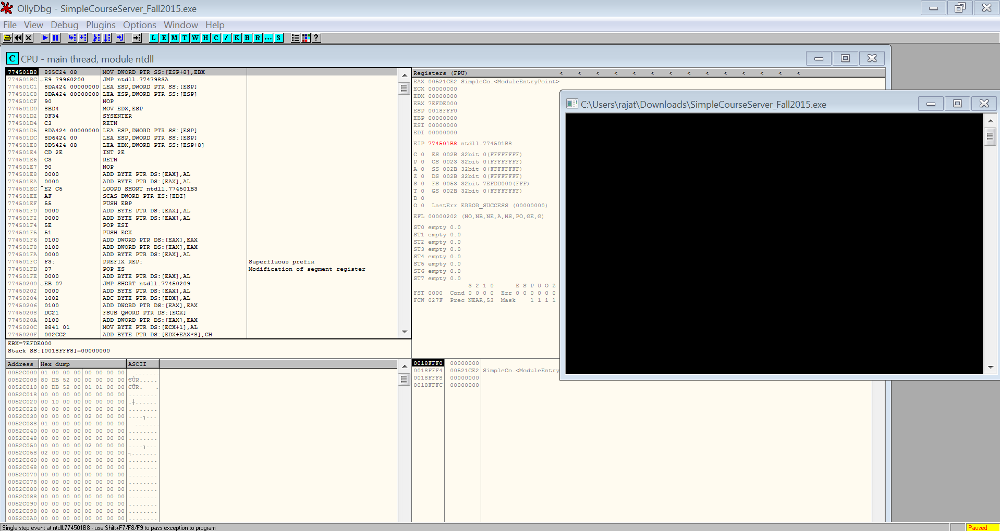 OllyDbg - SimpleCourseServer_Fall2015.exe
File View Debug Plugins Options Window Help
L E M T W H C / K B R ... S ?
C CPU - main thread, module ntdll
774501B8 895C24 08 MOV DWORD PTR SS:[ESP+8],EBX
774501BC E9 79960200 JMP ntdll.7747983A
774501C1 8DA424 00000000 LEA ESP,DWORD PTR SS:[ESP]
774501C8 8DA424 00000000 LEA ESP,DWORD PTR SS:[ESP]
774501CF 90 NOP
774501D0 8BD4 MOV EDX,ESP
774501D2 0F34 SYSENTER
774501D4 C3 RETN
774501D5 8DA424 00000000 LEA ESP,DWORD PTR SS:[ESP]
774501DC 8D6424 00 LEA ESP,DWORD PTR SS:[ESP]
774501E0 8D5424 08 LEA EDX,DWORD PTR SS:[ESP+8]
774501E4 CD 2E INT 2E
774501E6 C3 RETN
774501E7 90 NOP
774501E8 0000 ADD BYTE PTR DS:[EAX],AL
774501EA 0000 ADD BYTE PTR DS:[EAX],AL
774501EC ^E2 C5 LOOPD SHORT ntdll.774501B3
774501EE AF SCAS DWORD PTR ES:[EDI]
774501EF 55 PUSH EBP
774501F0 0000 ADD BYTE PTR DS:[EAX],AL
774501F2 0000 ADD BYTE PTR DS:[EAX],AL
774501F4 5E POP ESI
774501F5 51 PUSH ECX
774501F6 0100 ADD DWORD PTR DS:[EAX],EAX
774501F8 0100 ADD DWORD PTR DS:[EAX],EAX
774501FA 0000 ADD BYTE PTR DS:[EAX],AL
774501FC F3: PREFIX REP: Superfluous prefix
774501FD 07 POP ES Modification of segment register
774501FE 0000 ADD BYTE PTR DS:[EAX],AL
77450200 EB 07 JMP SHORT ntdll.77450209
77450202 0000 ADD BYTE PTR DS:[EAX],AL
77450204 1002 ADC BYTE PTR DS:[EDX],AL
77450206 0100 ADD DWORD PTR DS:[EAX],EAX
77450208 DC21 FSUB QWORD PTR DS:[ECX]
7745020A 0100 ADD DWORD PTR DS:[EAX],EAX
7745020C 8841 01 MOV BYTE PTR DS:[ECX+1],AL
7745020F 002CC2 ADD BYTE PTR DS:[EDX+EAX*8],CH
EBX=7EFDE000
Stack SS:[0018FFF8]=00000000
Registers (FPU) < < < < < < < < < < < < < <
EAX 00521CE2 SimpleCo.<ModuleEntryPoint>
ECX 00000000
EDX 00000000
EBX 7EFDE000
ESP 0018FFF0
EBP 00000000
ESI 00000000
EDI 00000000
EIP 774501B8 ntdll.774501B8
C 0 ES 002B 32bit 0(FFFFFFFF)
P 0 CS 0023 32bit 0(FFFFFFFF)
A 0 SS 002B 32bit 0(FFFFFFFF)
Z 0 DS 002B 32bit 0(FFFFFFFF)
S 0 FS 0053 32bit 7EFDD000(FFF)
T 0 GS 002B 32bit 0(FFFFFFFF)
D 0
O 0 LastErr ERROR_SUCCESS (00000000)
EFL 00000202 (NO,NB,NE,A,NS,PO,GE,G)
ST0 empty 0.0
ST1 empty 0.0
ST2 empty 0.0
ST3 empty 0.0
ST4 empty 0.0
ST5 empty 0.0
ST6 empty 0.0
ST7 empty 0.0
3 2 1 0 E S P U O Z
FST 0000 Cond 0 0 0 0 Err 0 0 0 0 0 0
FCW 027F Prec NEAR,53 Mask 1 1 1 1
C:\Users\rajat\Downloads\SimpleCourseServer_Fall2015.exe
Address Hex dump ASCII
0052C000 01 00 00 00 00 00 00 00 .......
0052C008 80 DB 52 00 00 00 00 00 €ÛR.....
0052C010 80 DB 52 00 01 01 00 00 €ÛR. .
0052C018 00 00 00 00 00 00 00 00 ........
0052C020 00 10 00 00 00 00 00 00 .┼......
0052C028 00 00 00 00 00 00 00 00 ........
0052C030 00 00 00 00 02 00 00 00 ....┐...
0052C038 01 00 00 00 00 00 00 00 .......
0052C040 00 00 00 00 00 00 00 00 ........
0052C048 00 00 00 00 00 00 00 00 ........
0052C050 00 00 00 00 02 00 00 00 ....┐...
0052C058 02 00 00 00 00 00 00 00 ┐.......
0052C060 00 00 00 00 00 00 00 00 ........
0052C068 00 00 00 00 00 00 00 00 ........
0052C070 00 00 00 00 00 00 00 00 ........
0052C078 00 00 00 00 00 00 00 00 ........
0052C080 00 00 00 00 00 00 00 00 ........
0052C088 00 00 00 00 00 00 00 00 ........
0052C090 00 00 00 00 00 00 00 00 ........
0052C098 00 00 00 00 00 00 00 00 ........
0052C0A0 00 00 00 00 00 00 00 00 ........
0018FFF0 00000000
0018FFF4 00521CE2 SimpleCo.<ModuleEntry
0018FFF8 00000000
0018FFFC 00000000
Single step event at ntdll.774501B8 - use Shift+F7/F8/F9 to pass exception to program
Paused